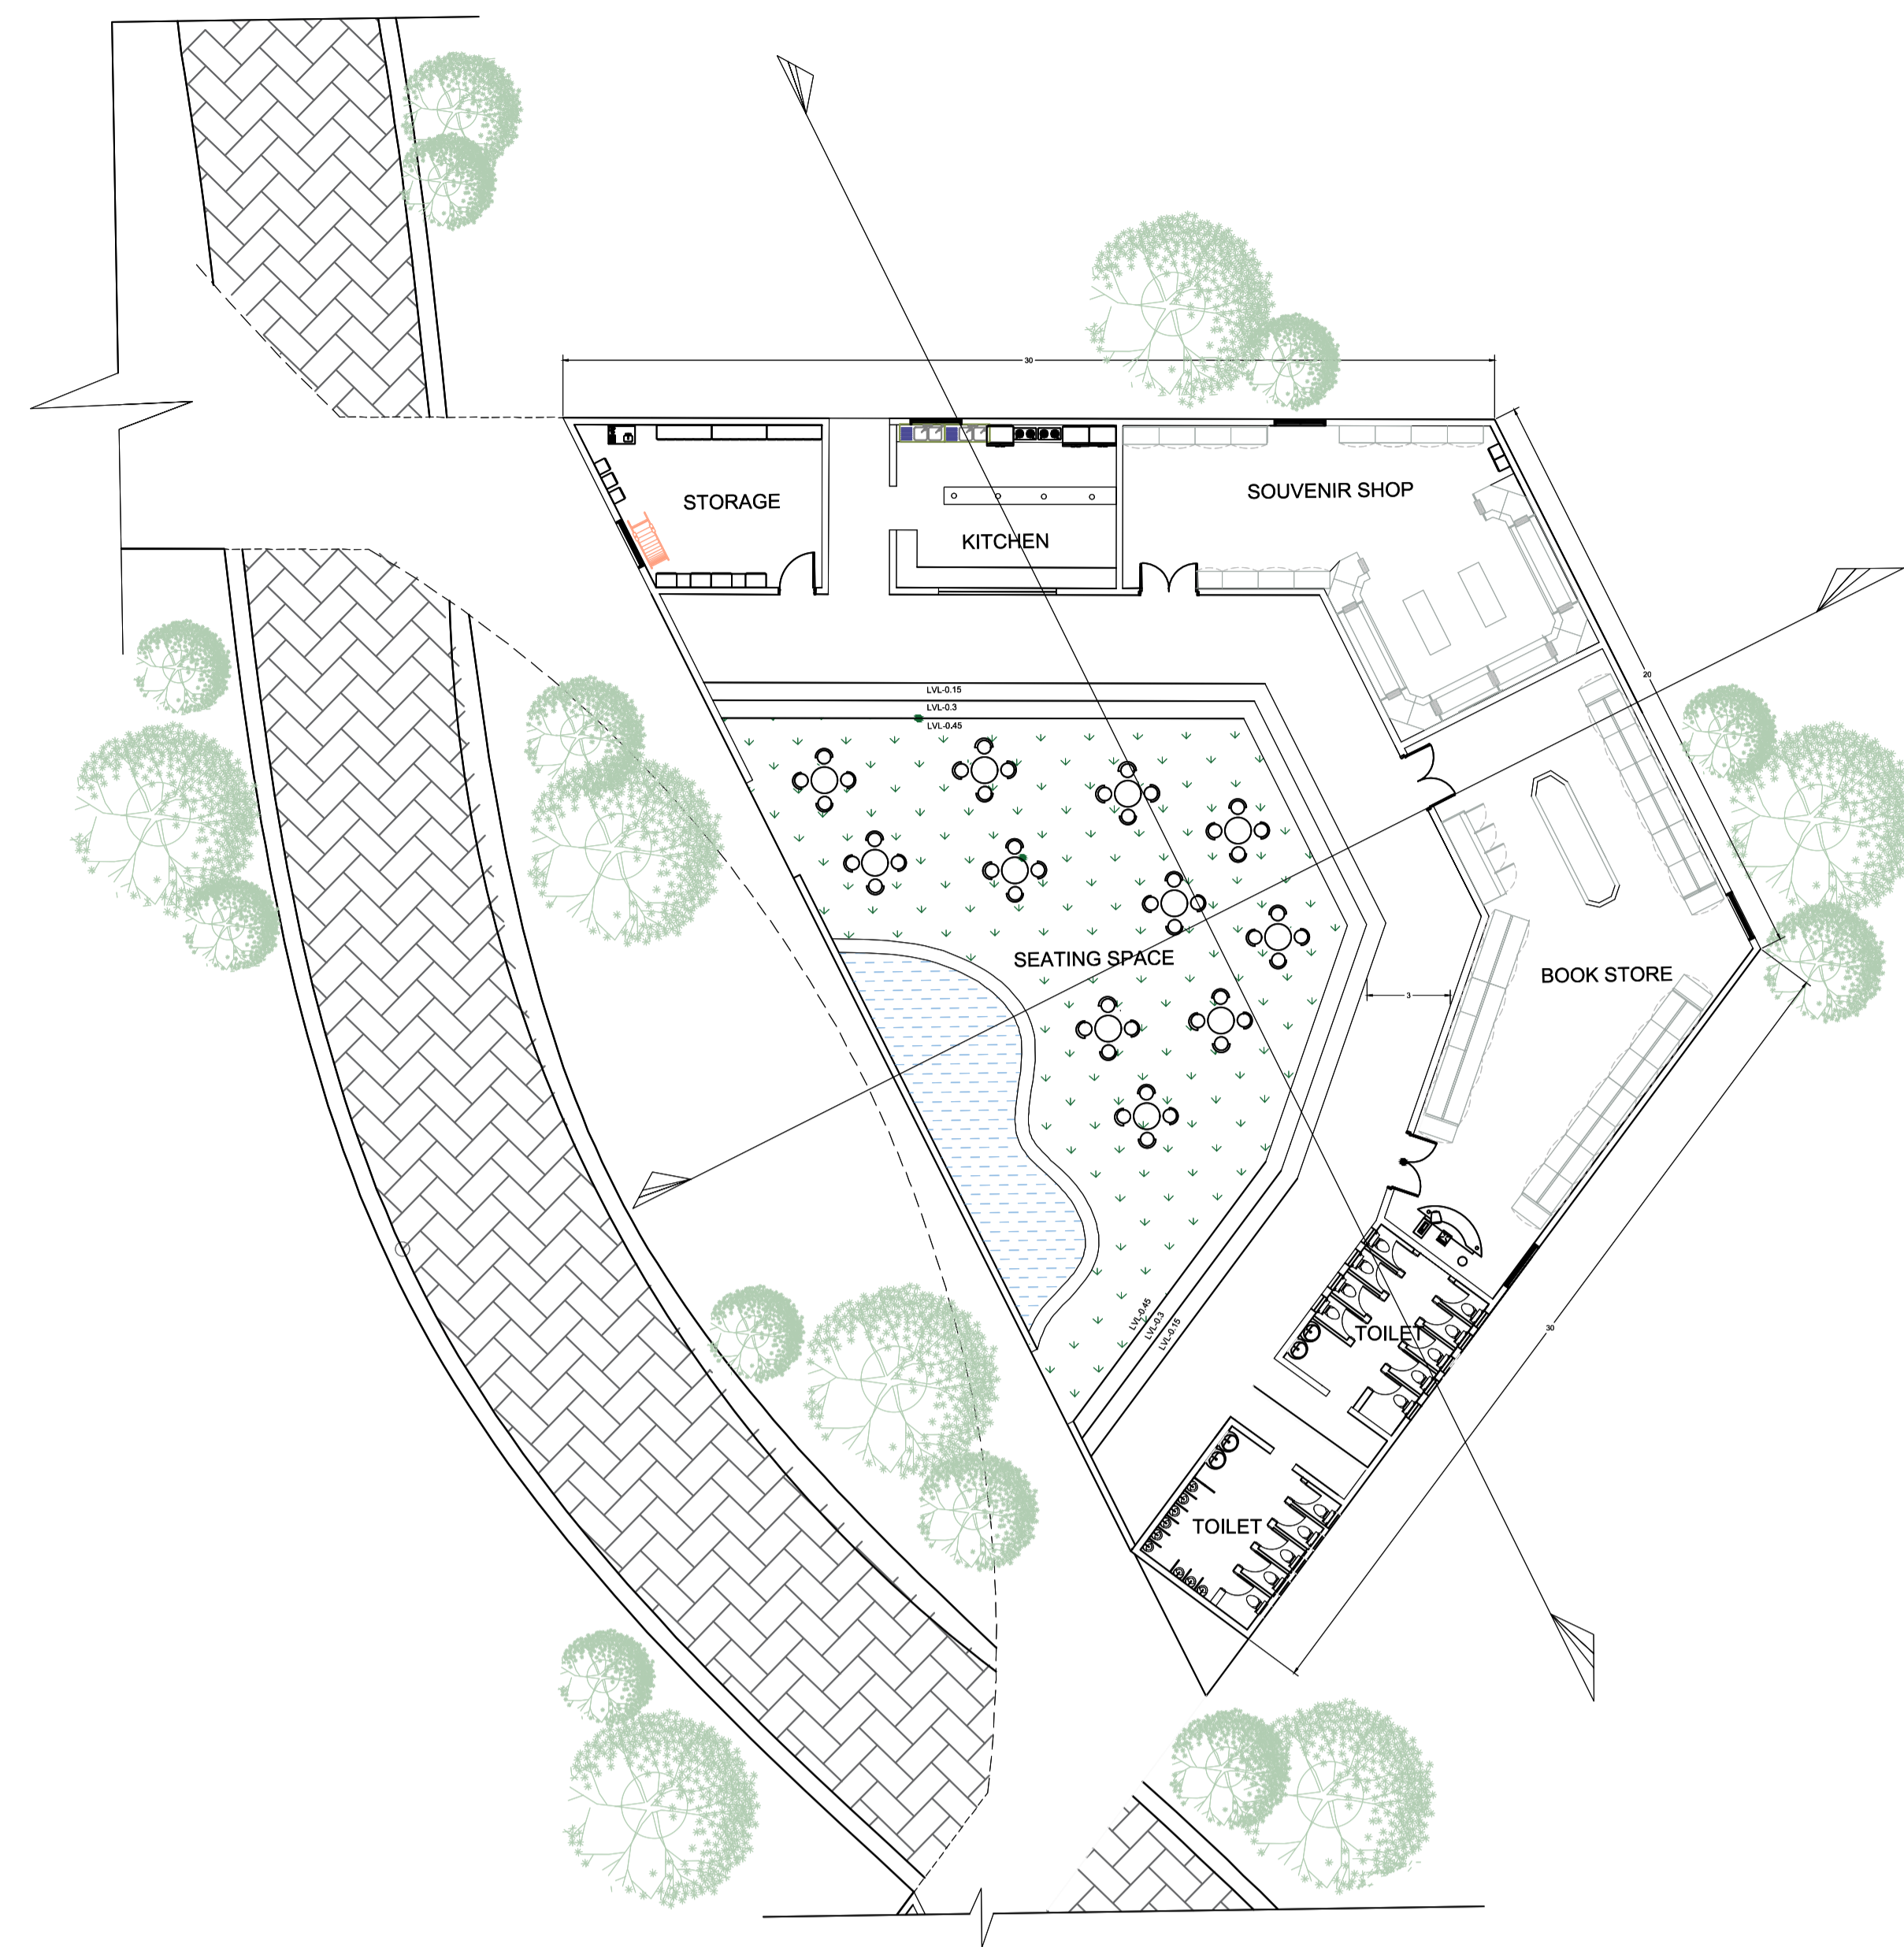 30
STORAGE
KITCHEN
SOUVENIR SHOP
20
LVL-0.15
LVL-0.3
LVL-0.45
SEATING SPACE
BOOK STORE
3
LVL-0.45
LVL-0.3
LVL-0.15
TOILET
30
TOILET